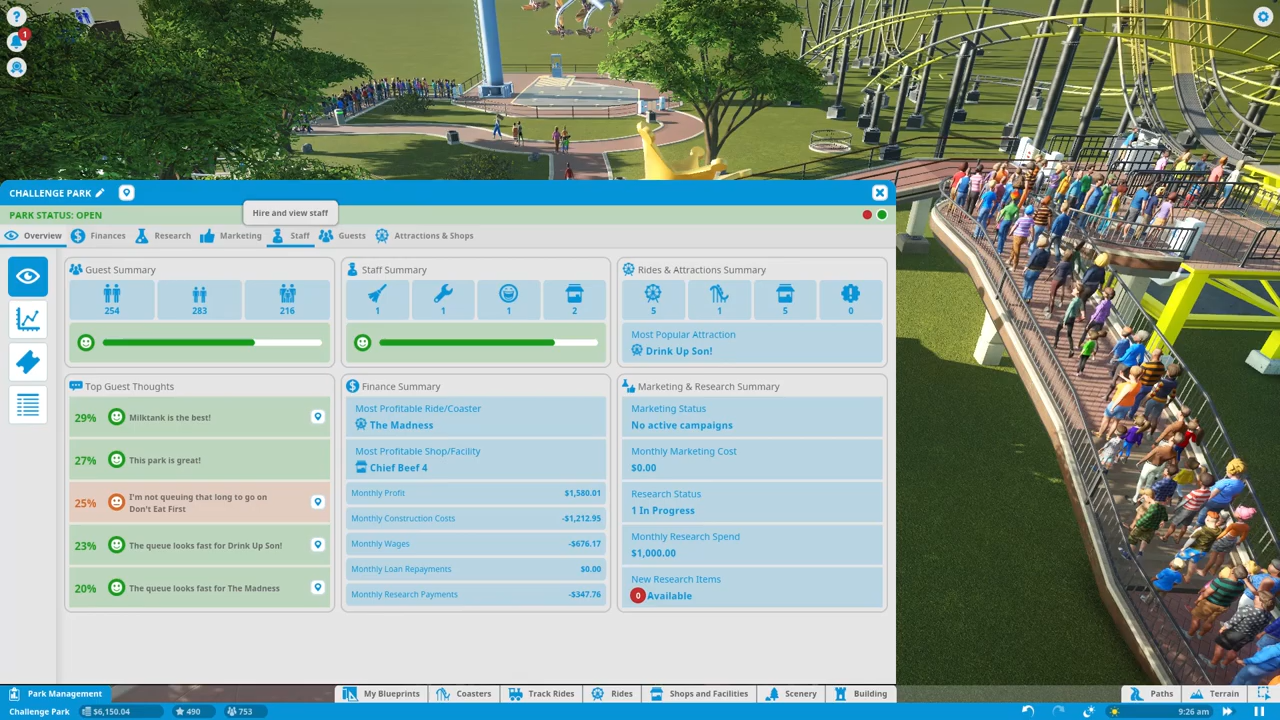 ?
1
CHALLENGE PARK
PARK STATUS: OPEN
Hire and view staff
Overview
Finances
Research
Marketing
Staff
Guests
Attractions & Shops
Guest Summary
254
283
216
Staff Summary
1
1
1
2
Rides & Attractions Summary
5
1
5
0
Most Popular Attraction
Drink Up Son!
Top Guest Thoughts
29%
Milktank is the best!
27%
This park is great!
25%
I'm not queuing that long to go on
Don't Eat First
23%
The queue looks fast for Drink Up Son!
20%
The queue looks fast for The Madness
Finance Summary
Most Profitable Ride/Coaster
The Madness
Most Profitable Shop/Facility
Chief Beef 4
Monthly Profit $1,580.01
Monthly Construction Costs -$1,212.95
Monthly Wages -$676.17
Monthly Loan Repayments $0.00
Monthly Research Payments -$347.76
Marketing & Research Summary
Marketing Status
No active campaigns
Monthly Marketing Cost
$0.00
Research Status
1 In Progress
Monthly Research Spend
$1,000.00
New Research Items
0 Available
Park Management
My Blueprints
Coasters
Track Rides
Rides
Shops and Facilities
Scenery
Building
Paths
Terrain
Challenge Park
$6,150.04
490
753
9:26 am